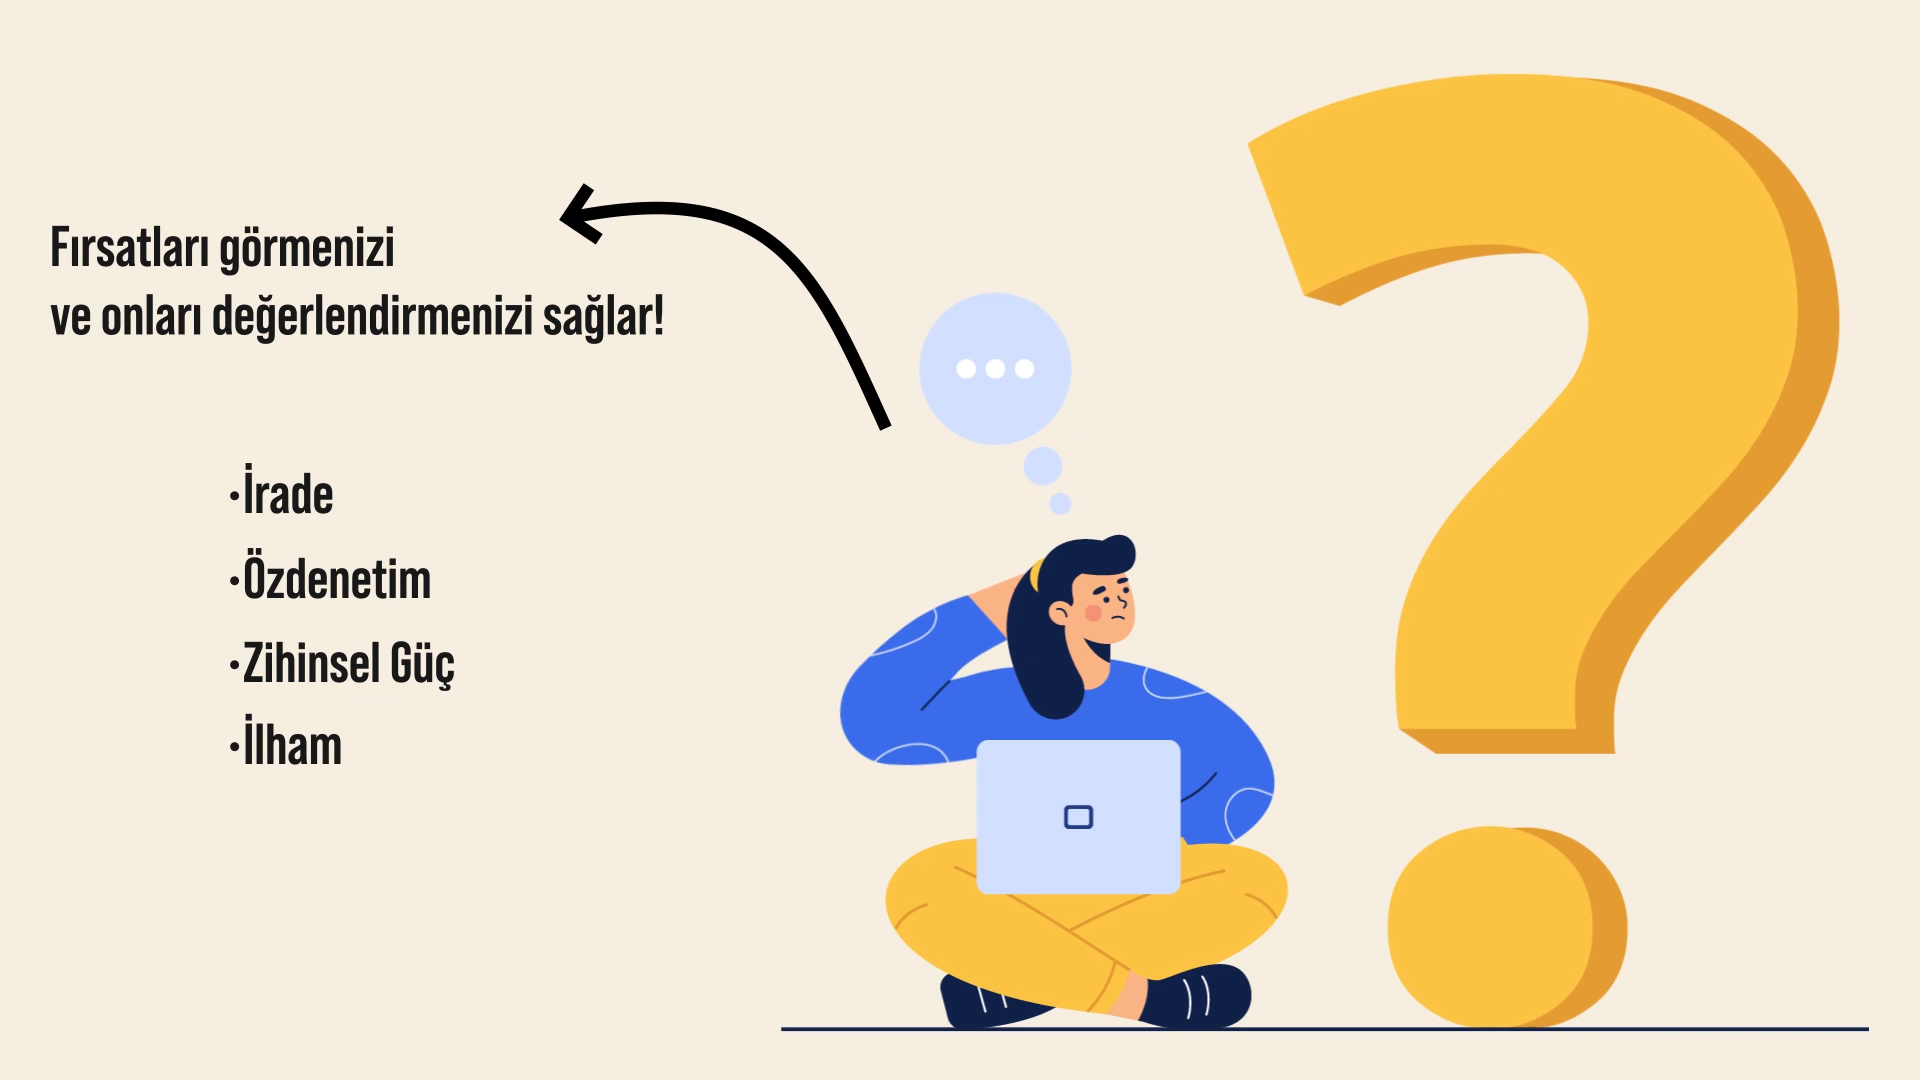 Fırsatları görmenizi
ve onları değerlendirmenizi sağlar!
•İrade
•Özdenetim
•Zihinsel Güç
•İlham